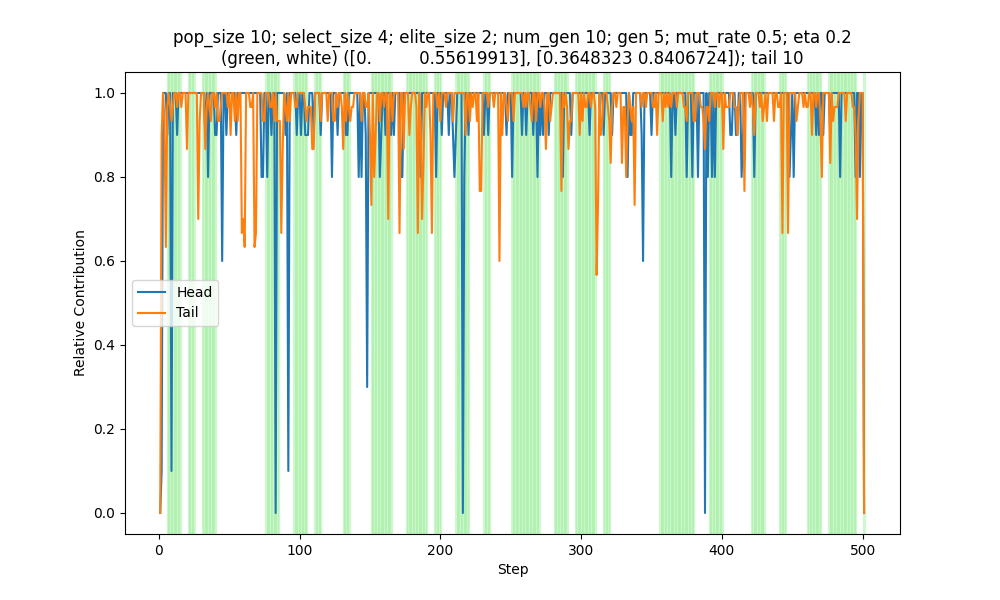 pop_size 10; select_size 4; elite_size 2; num_gen 10; gen 5; mut_rate 0.5; eta 0.2
(green, white) ([0.         0.55619913], [0.3648323 0.8406724]); tail 10
1.0
0.8
0.6
0.4
0.2
0.0
Relative Contribution
Head
Tail
0
100
200
300
400
500
Step